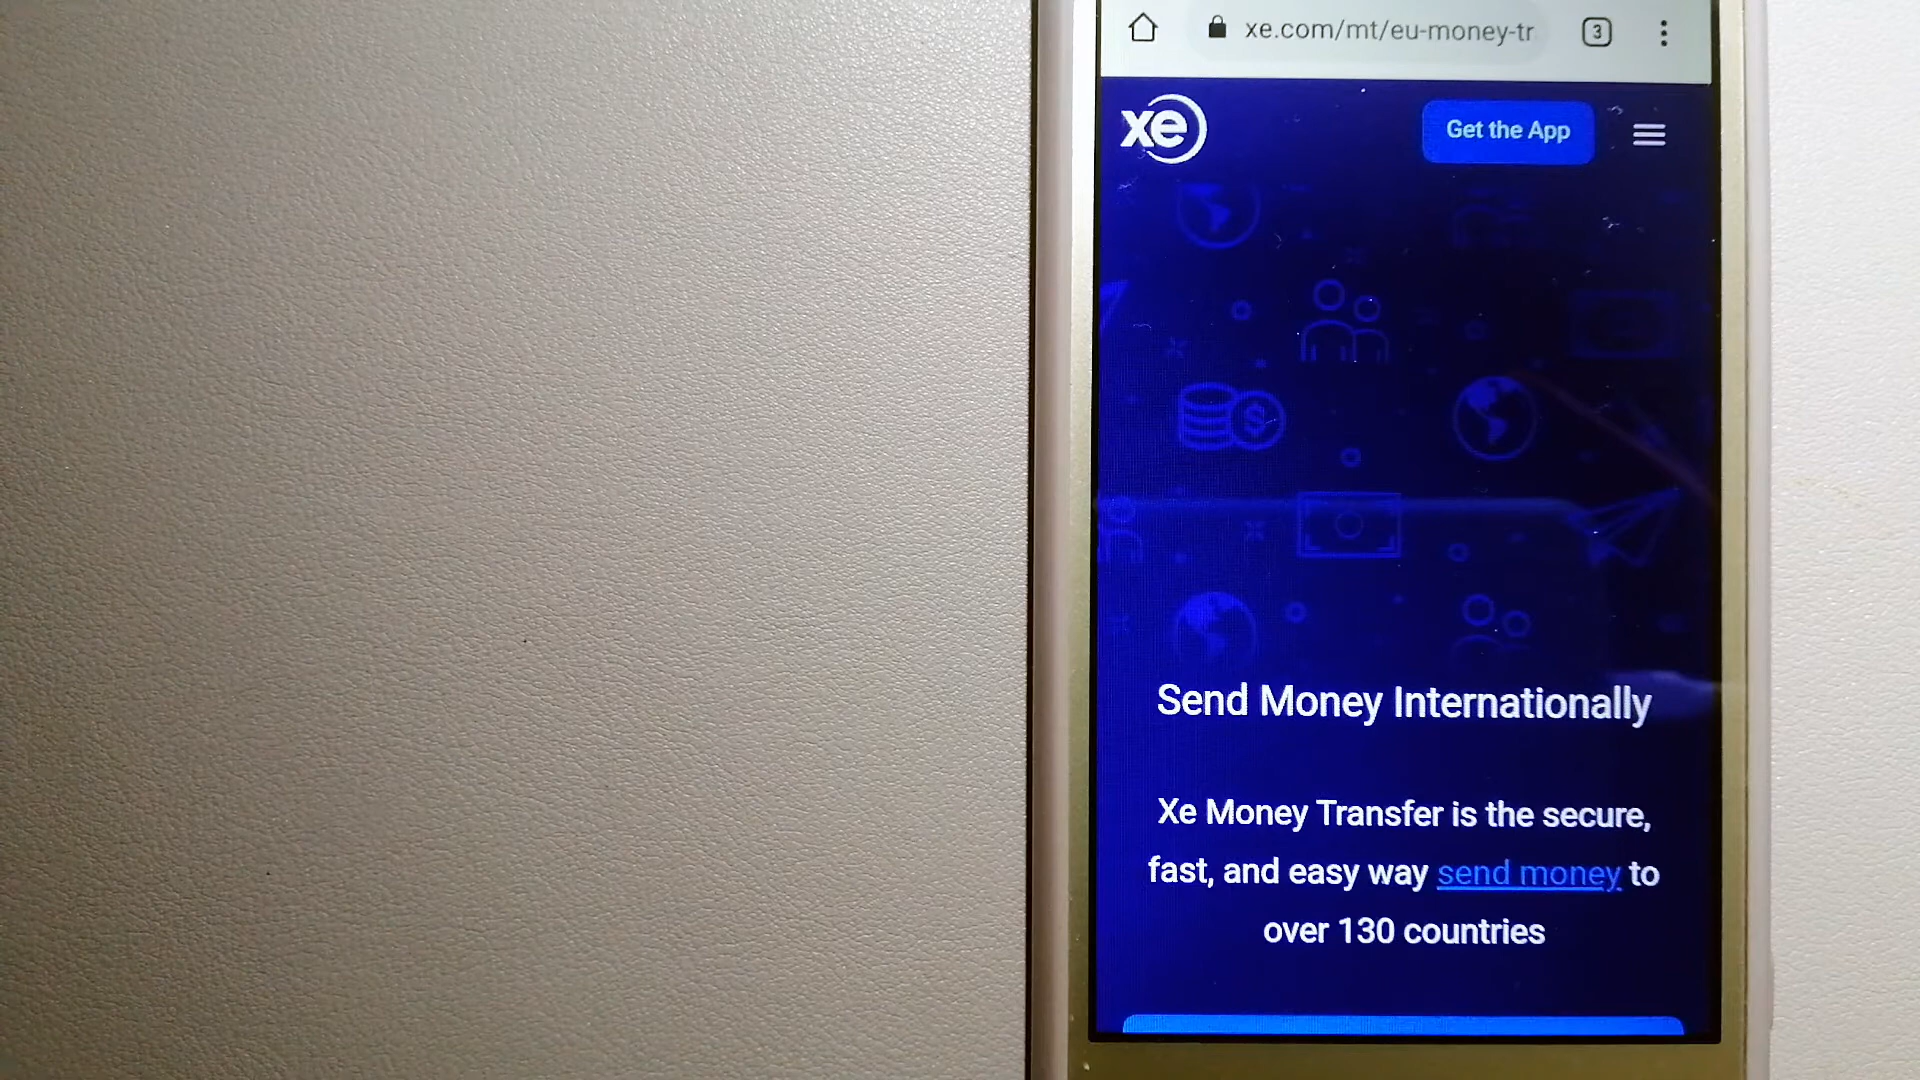 xe.com/mt/eu-money-tr
3
xe
Get the App
Send Money Internationally
Xe Money Transfer is the secure,
fast, and easy way send money to
over 130 countries